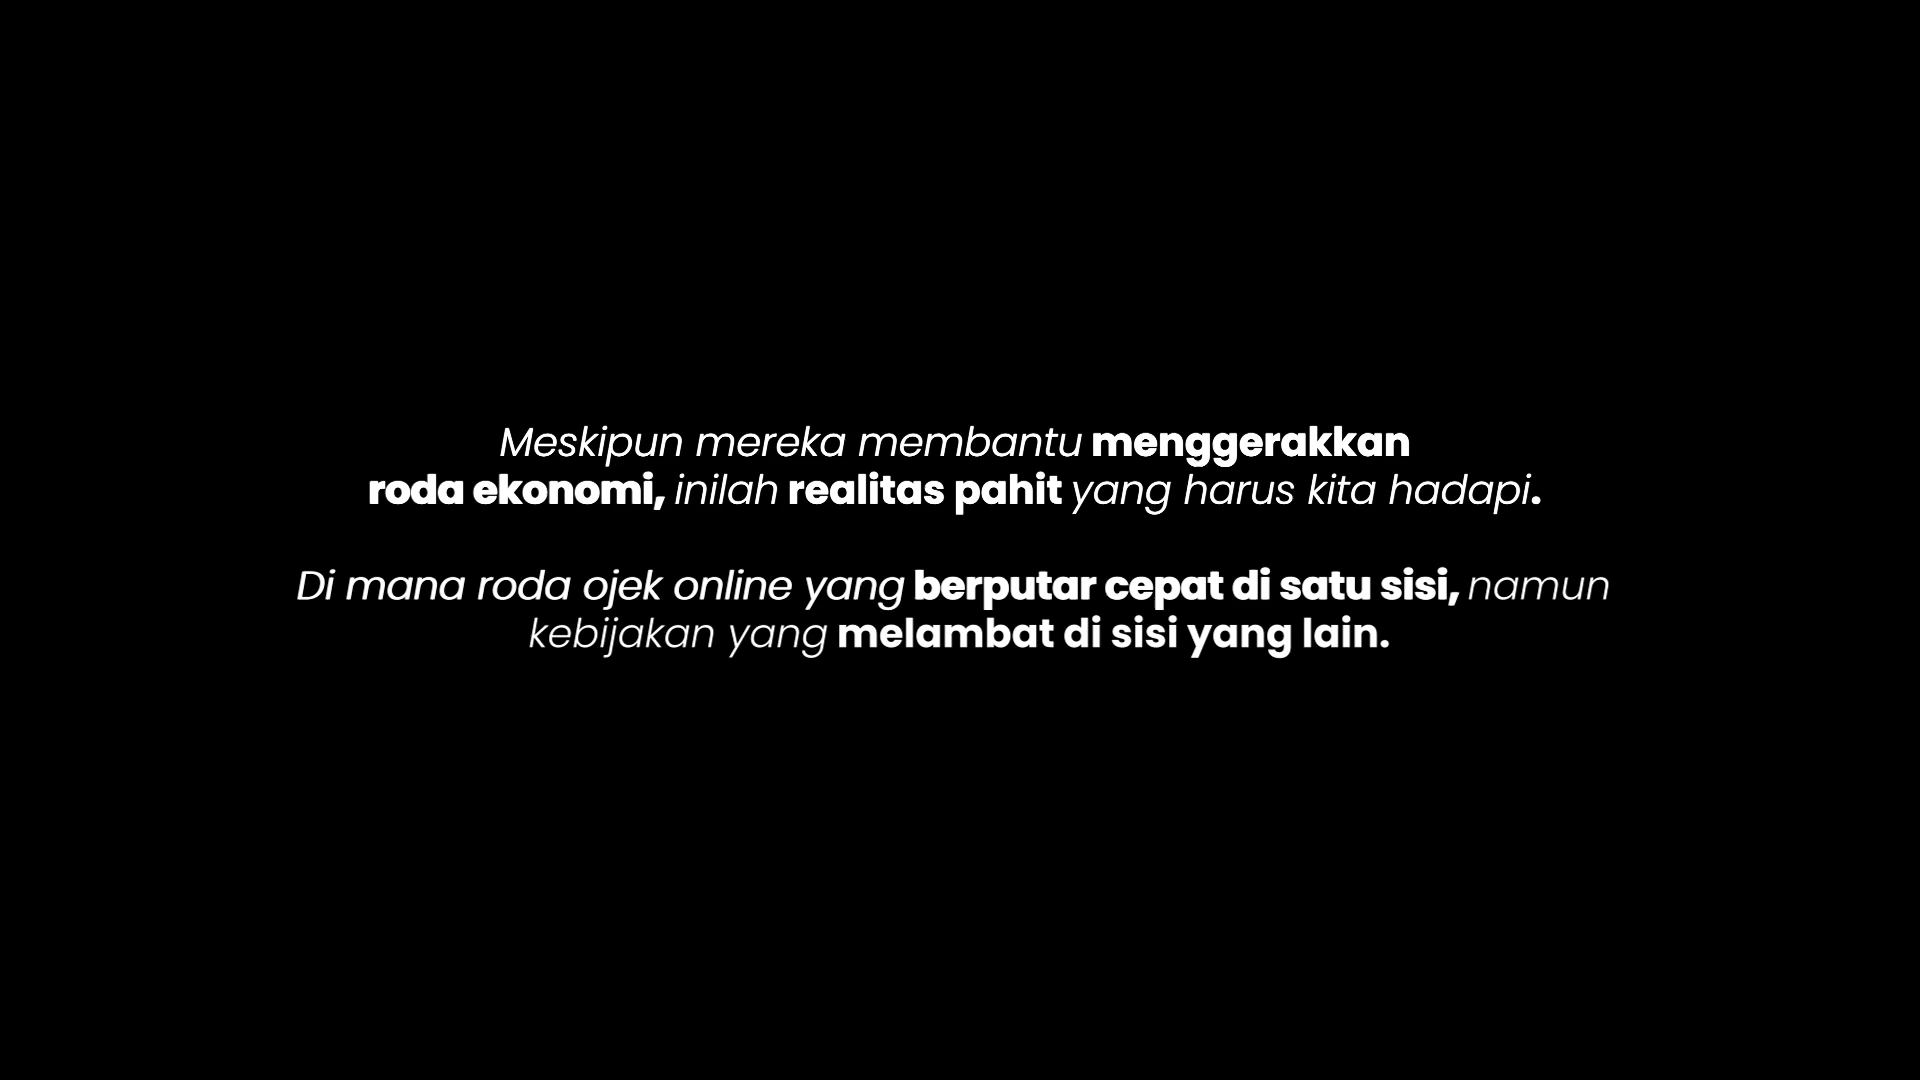 Meskipun mereka membantu menggerakkan
roda ekonomi, inilah realitas pahit yang harus kita hadapi.
Di mana roda ojek online yang berputar cepat di satu sisi, namun
kebijakan yang melambat di sisi yang lain.